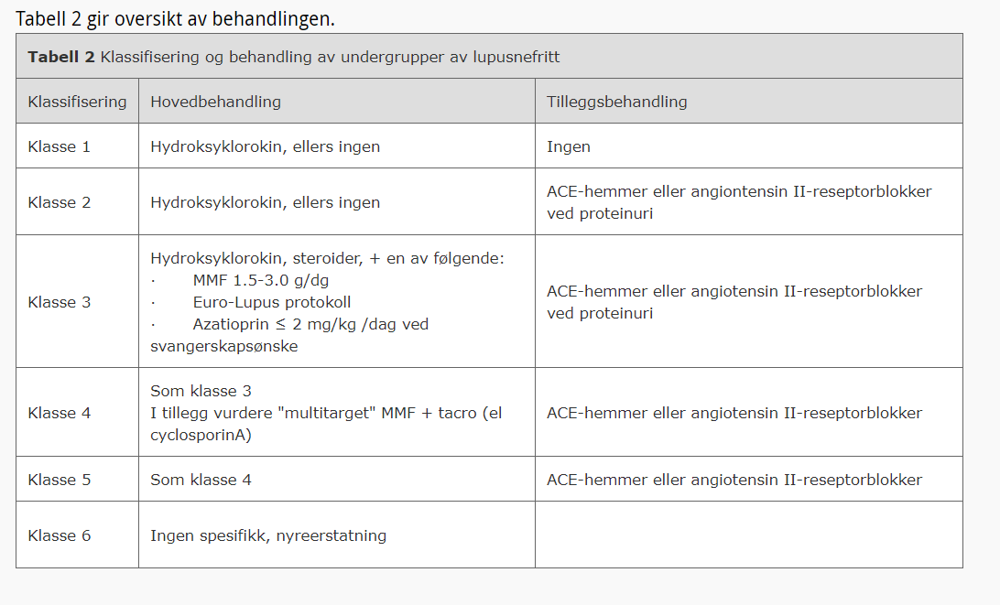 Tabell 2 gir oversikt av behandlingen.
Tabell 2 Klassifisering og behandling av undergrupper av lupusnefritt
Klassifisering
Hovedbehandling
Tilleggsbehandling
Klasse 1
Hydroksyklorokin, ellers ingen
Ingen
Klasse 2
Hydroksyklorokin, ellers ingen
ACE-hemmer eller angiontensin II-reseptorblokker
ved proteinuri
Klasse 3
Hydroksyklorokin, steroider, + en av følgende:
· MMF 1.5-3.0 g/dg
· Euro-Lupus protokoll
· Azatioprin ≤ 2 mg/kg /dag ved
svangerskapsønske
ACE-hemmer eller angiotensin II-reseptorblokker
ved proteinuri
Klasse 4
Som klasse 3
I tillegg vurdere "multitarget" MMF + tacro (el
cyclosporinA)
ACE-hemmer eller angiotensin II-reseptorblokker
Klasse 5
Som klasse 4
ACE-hemmer eller angiotensin II-reseptorblokker
Klasse 6
Ingen spesifikk, nyreerstatning